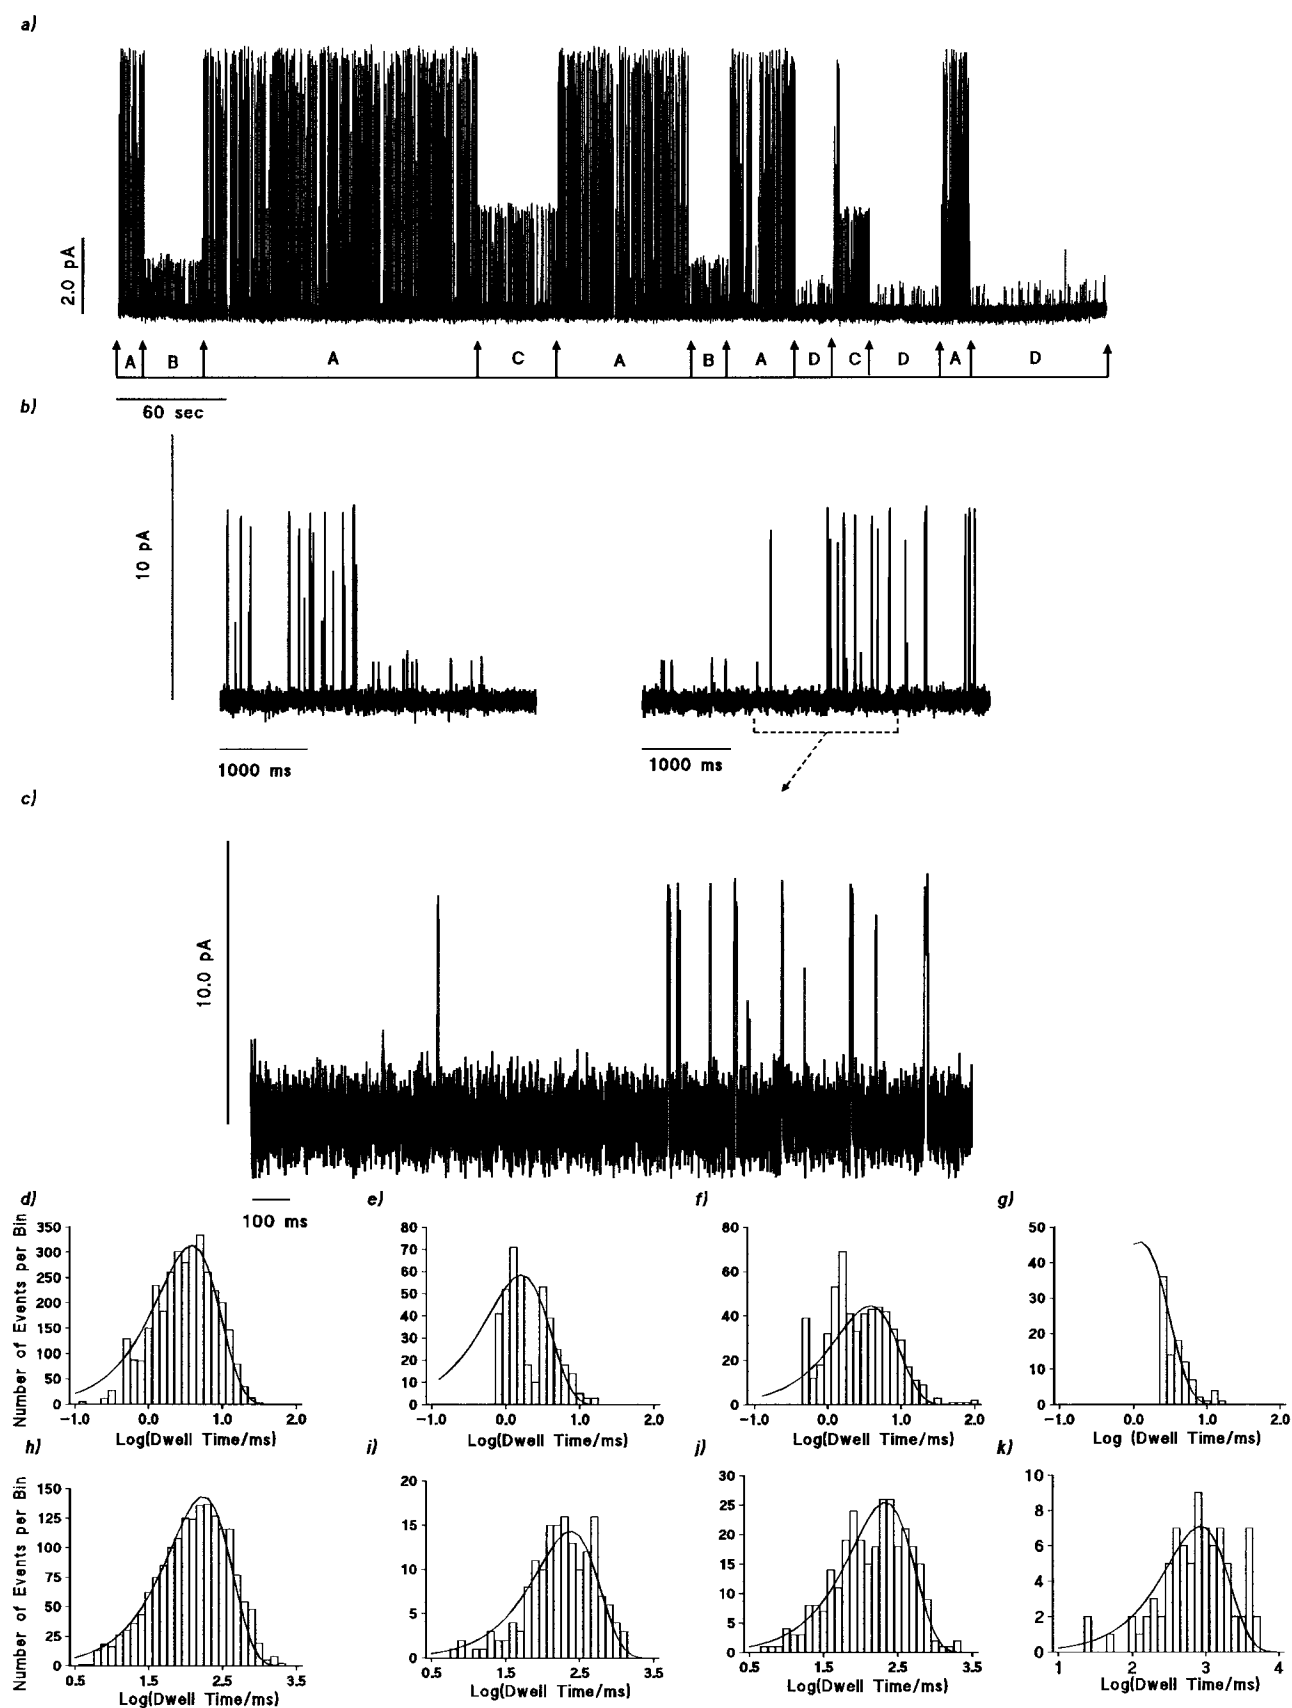 a)
2.0 pA
A B A C A B A D C D A D
60 sec
b)
10 pA
1000 ms 1000 ms
c)
10.0 pA
100 ms
d) e) f) g)
Number of Events per Bin
350 300 250 200 150 100 50 0
−1.0 0.0 1.0 2.0
Log(Dwell Time/ms)
80 70 60 50 40 30 20 10 0
−1.0 0.0 1.0 2.0
Log(Dwell Time/ms)
80 60 40 20 0
−1.0 0.0 1.0 2.0
Log(Dwell Time/ms)
50 40 30 20 10 0
−1.0 0.0 1.0 2.0
Log (Dwell Time/ms)
h) i) j) k)
Number of Events per Bin
150 125 100 75 50 25 0
0.5 1.5 2.5 3.5
Log(Dwell Time/ms)
20 15 10 5 0
0.5 1.5 2.5 3.5
Log(Dwell Time/ms)
30 25 20 15 10 5 0
0.5 1.5 2.5 3.5
Log(Dwell Time/ms)
10 8 6 4 2 0
1 2 3 4
Log(Dwell Time/ms)